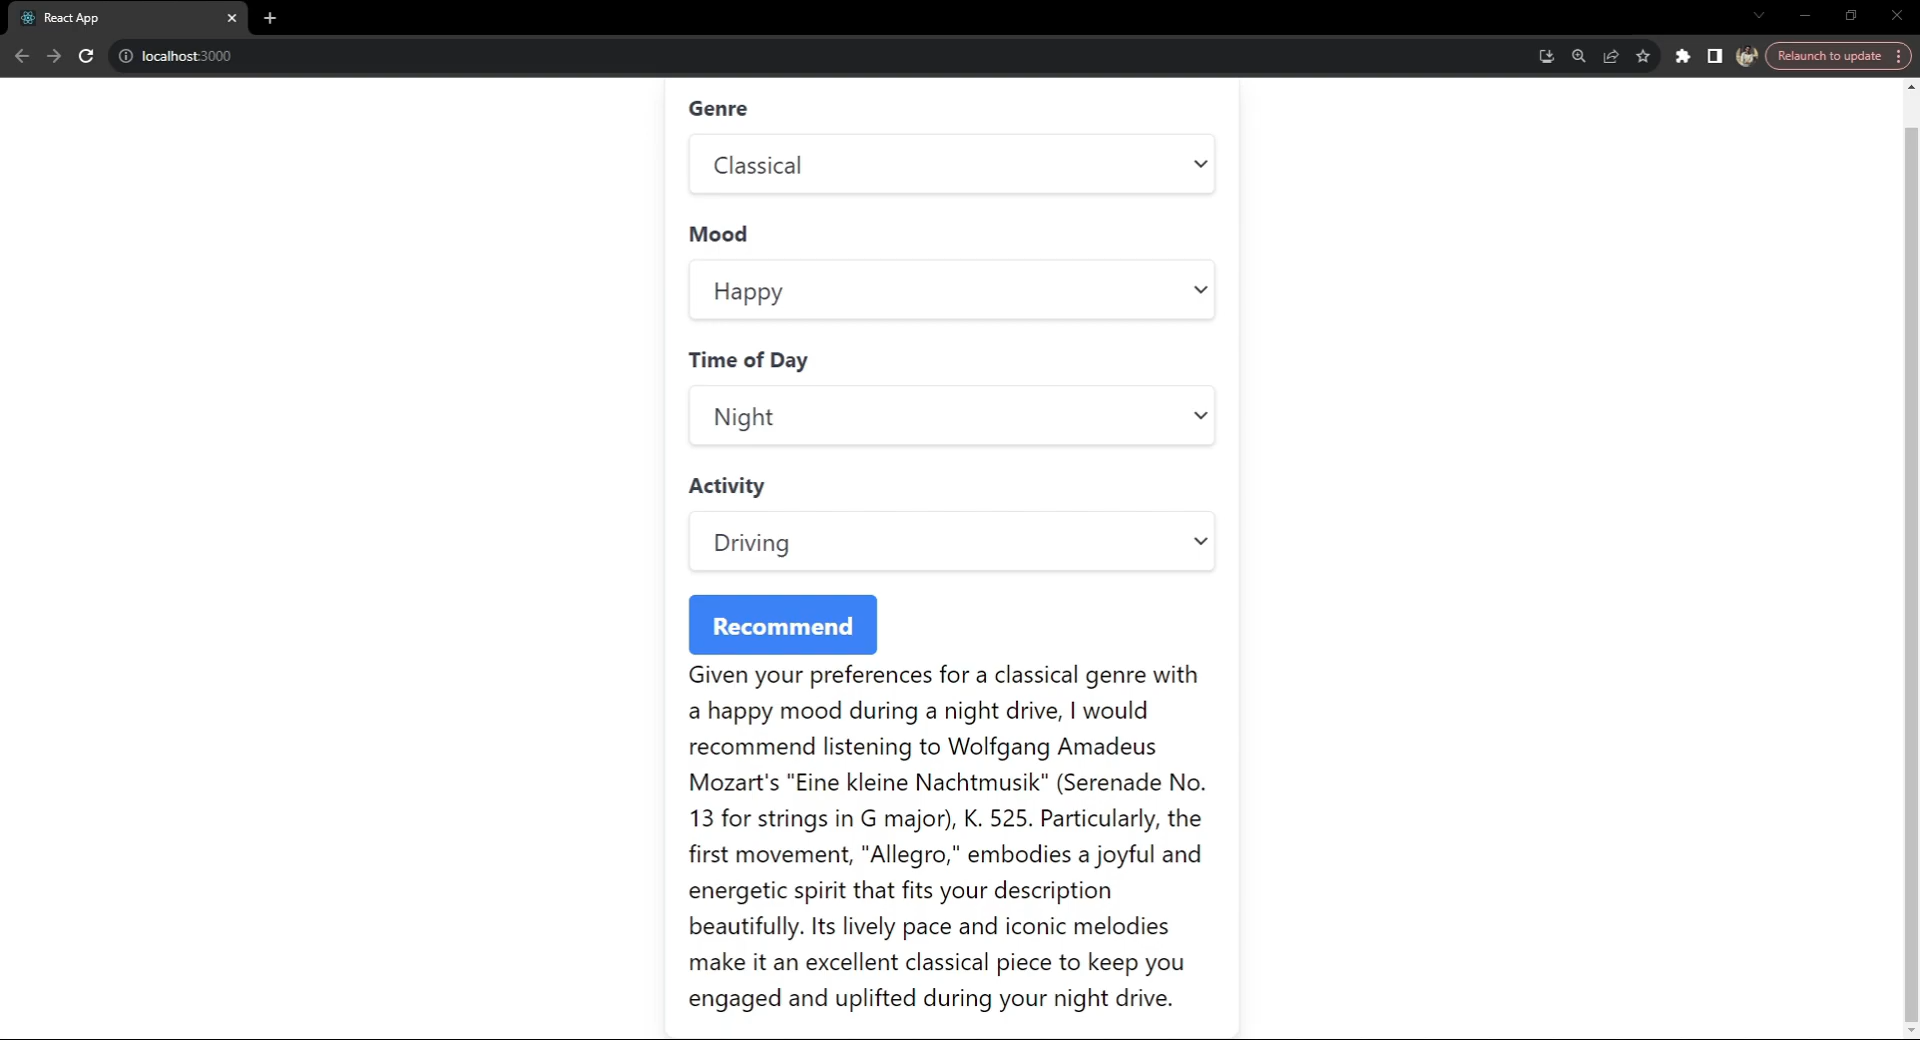 React App
localhost:3000
Relaunch to update
Genre
Classical
Mood
Happy
Time of Day
Night
Activity
Driving
Recommend
Given your preferences for a classical genre with
a happy mood during a night drive, I would
recommend listening to Wolfgang Amadeus
Mozart's "Eine kleine Nachtmusik" (Serenade No.
13 for strings in G major), K. 525. Particularly, the
first movement, "Allegro," embodies a joyful and
energetic spirit that fits your description
beautifully. Its lively pace and iconic melodies
make it an excellent classical piece to keep you
engaged and uplifted during your night drive.